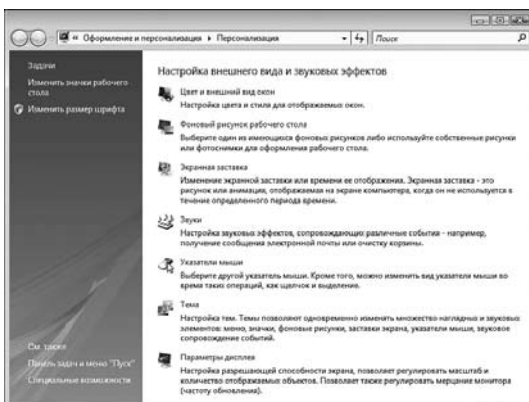 « Оформление и персонализация ▸ Персонализация
Поиск
Задачи
Изменить значки рабочего
стола
Изменить размер шрифта
Настройка внешнего вида и звуковых эффектов
Цвет и внешний вид окон
Настройка цвета и стиля для отображаемых окон.
Фоновый рисунок рабочего стола
Выберите один из имеющихся фоновых рисунков либо используйте собственные рисунки
или фотоснимки для оформления рабочего стола.
Экранная заставка
Изменение экранной заставки или времени ее отображения. Экранная заставка - это
рисунок или анимация, отображаемая на экране компьютера, когда он не используется в
течение определенного периода времени.
Звуки
Настройка звуковых эффектов, сопровождающих различные события - например,
получение сообщения электронной почты или очистку корзины.
Указатели мыши
Выберите другой указатель мыши. Кроме того, можно изменить вид указателя мыши во
время таких операций, как щелчок и выделение.
Тема
Настройка тем. Темы позволяют одновременно изменять множество наглядных и звуковых
элементов: меню, значки, фоновые рисунки, заставки экрана, указатели мыши, звуковое
сопровождение событий.
Параметры дисплея
Настройка разрешающей способности экрана, позволяет регулировать масштаб и
количество отображаемых объектов. Позволяет также регулировать мерцание монитора
(частоту обновления).
См. также
Панель задач и меню "Пуск"
Специальные возможности